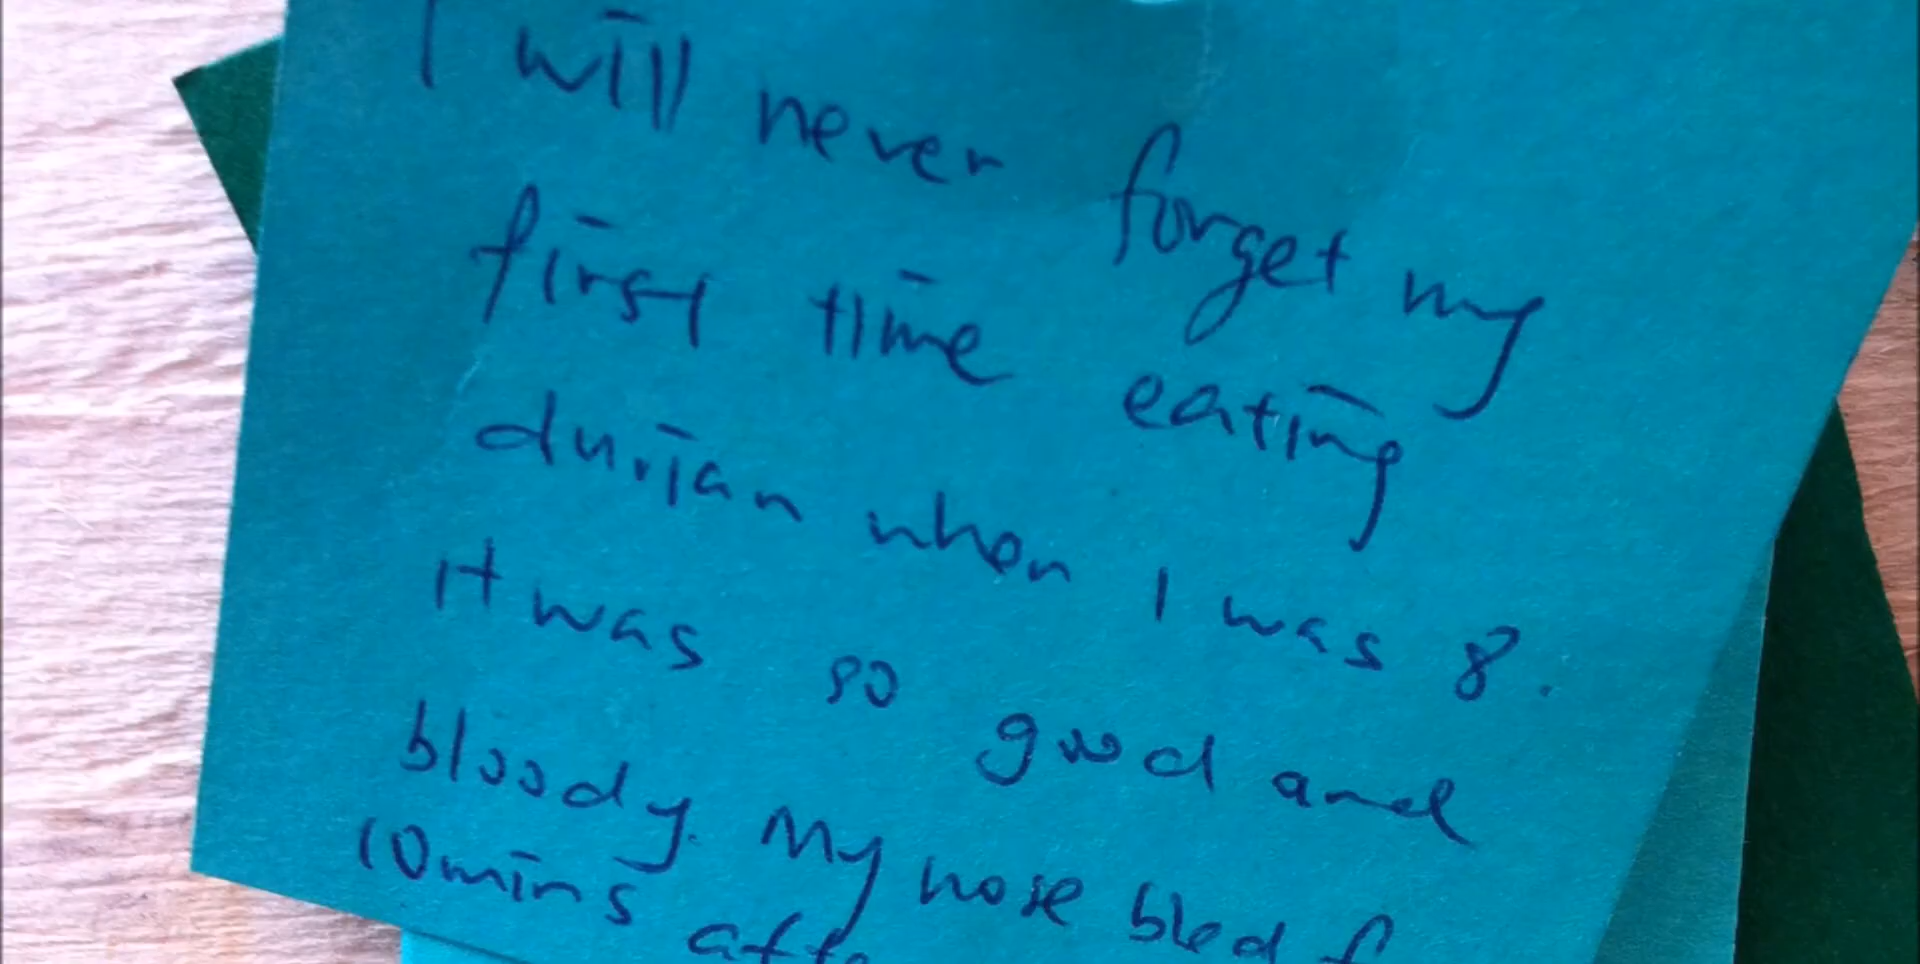 I will never forget my
first time eating
durian when I was 8.
It was so good and
bloody. My nose bled f
10mins afte